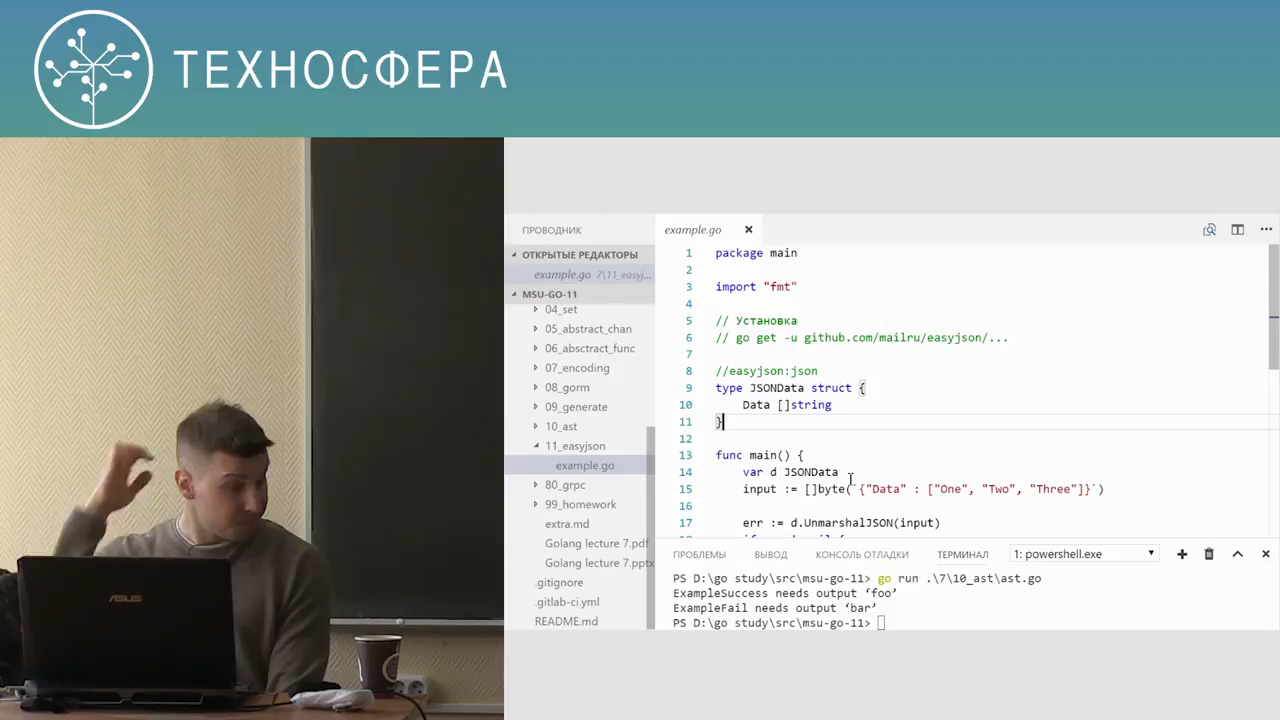 ТЕХНОСФЕРА
ПРОВОДНИК
ОТКРЫТЫЕ РЕДАКТОРЫ
example.go 7\11_easyj...
MSU-GO-11
04_set
05_abstract_chan
06_absctract_func
07_encoding
08_gorm
09_generate
10_ast
11_easyjson
example.go
80_grpc
99_homework
extra.md
Golang lecture 7.pdf
Golang lecture 7.pptx
.gitignore
.gitlab-ci.yml
README.md
example.go
1 package main
2
3 import "fmt"
4
5 // Установка
6 // go get -u github.com/mailru/easyjson/...
7
8 //easyjson:json
9 type JSONData struct {
10 Data []string
11 }
12
13 func main() {
14 var d JSONData
15 input := []byte(`{"Data" : ["One", "Two", "Three"]}`)
16
17 err := d.UnmarshalJSON(input)
ПРОБЛЕМЫ ВЫВОД КОНСОЛЬ ОТЛАДКИ ТЕРМИНАЛ 1: powershell.exe
PS D:\go study\src\msu-go-11> go run .\7\10_ast\ast.go
ExampleSuccess needs output ‘foo’
ExampleFail needs output ‘bar’
PS D:\go study\src\msu-go-11>
ASUS